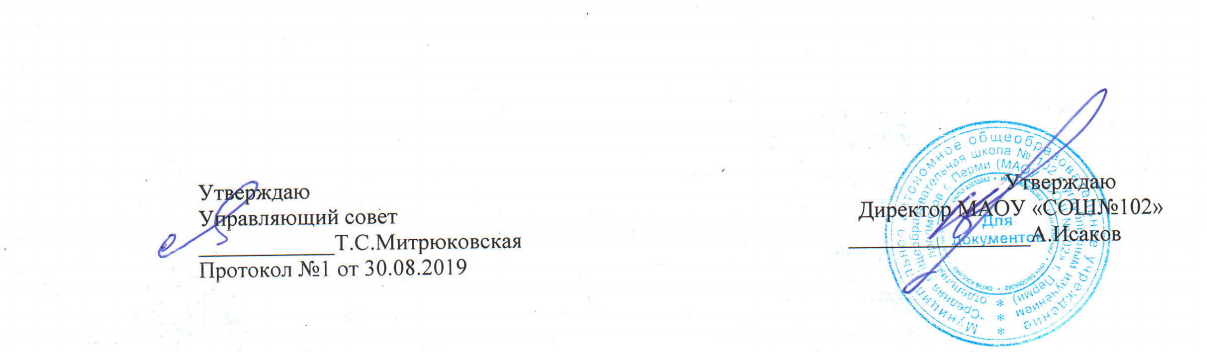 Утверждаю
Управляющий совет
____________Т.С.Митрюковская
Протокол №1 от 30.08.2019
Утверждаю
Директор МАОУ «СОШ№102»
________________А.Исаков
Для
документов